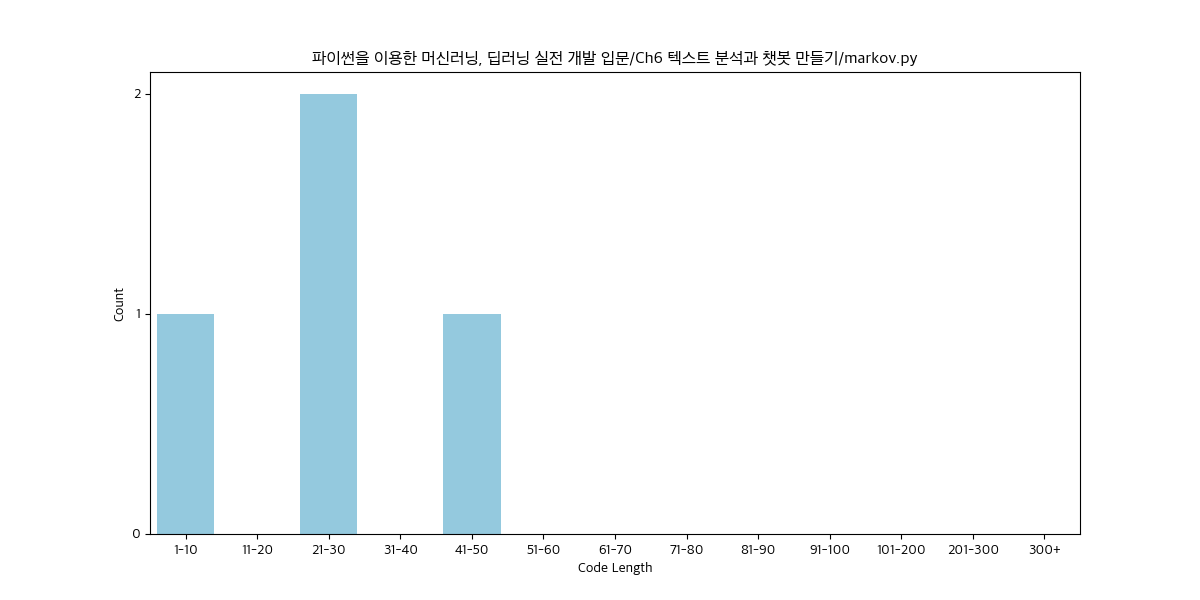 파이썬을 이용한 머신러닝, 딥러닝 실전 개발 입문/Ch6 텍스트 분석과 챗봇 만들기/markov.py
2
1
0
Count
1-10 11-20 21-30 31-40 41-50 51-60 61-70 71-80 81-90 91-100 101-200 201-300 300+
Code Length